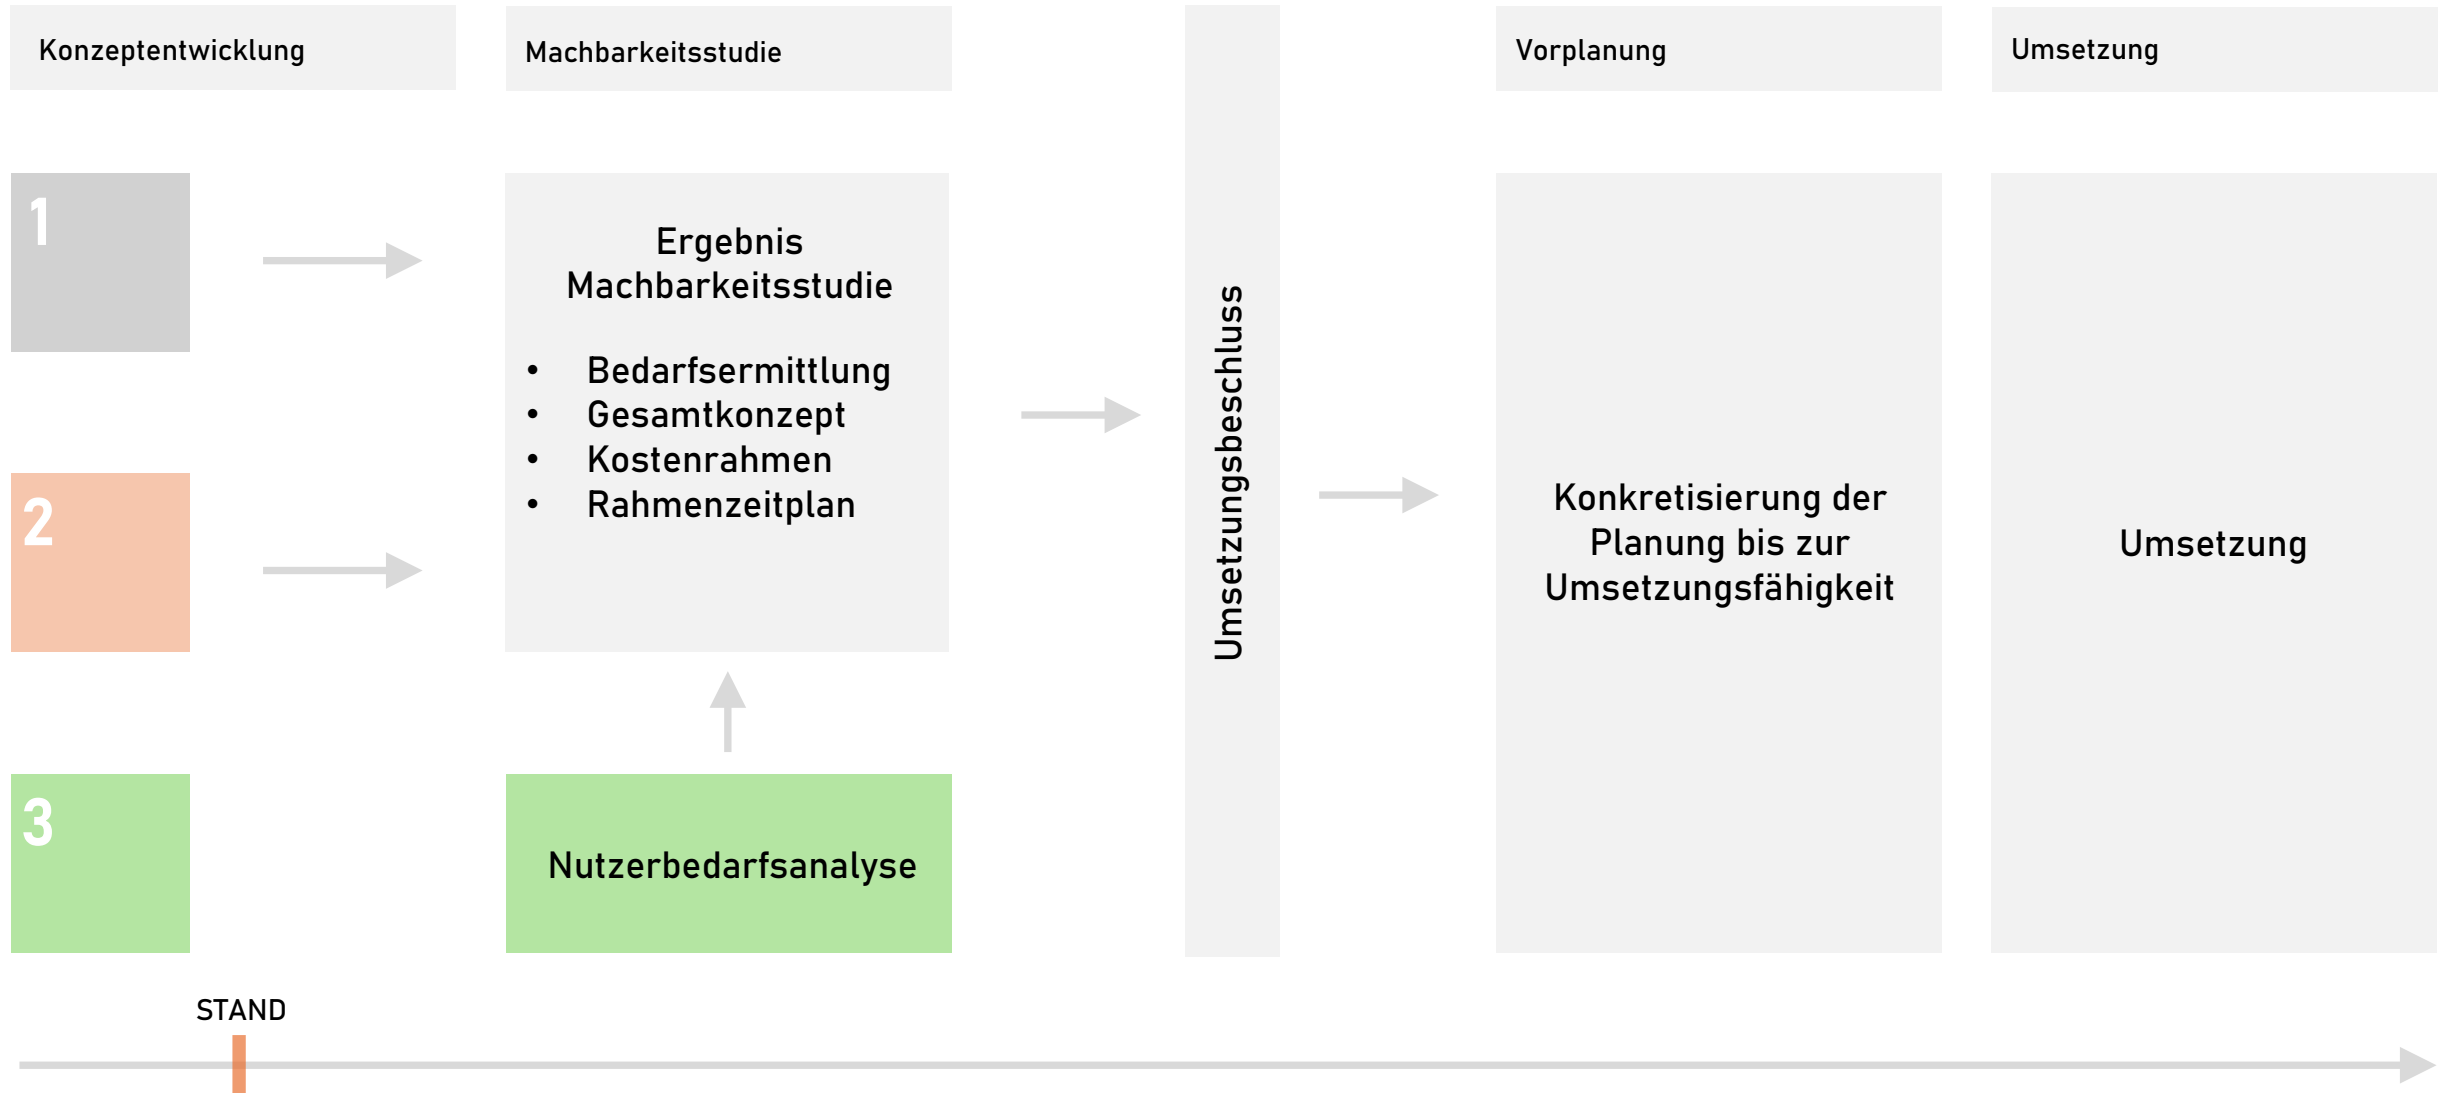 Konzeptentwicklung
Machbarkeitsstudie
Vorplanung
Umsetzung
1
2
3
Ergebnis
Machbarkeitsstudie
• Bedarfsermittlung
• Gesamtkonzept
• Kostenrahmen
• Rahmenzeitplan
Nutzerbedarfsanalyse
Umsetzungsbeschluss
Konkretisierung der
Planung bis zur
Umsetzungsfähigkeit
Umsetzung
STAND